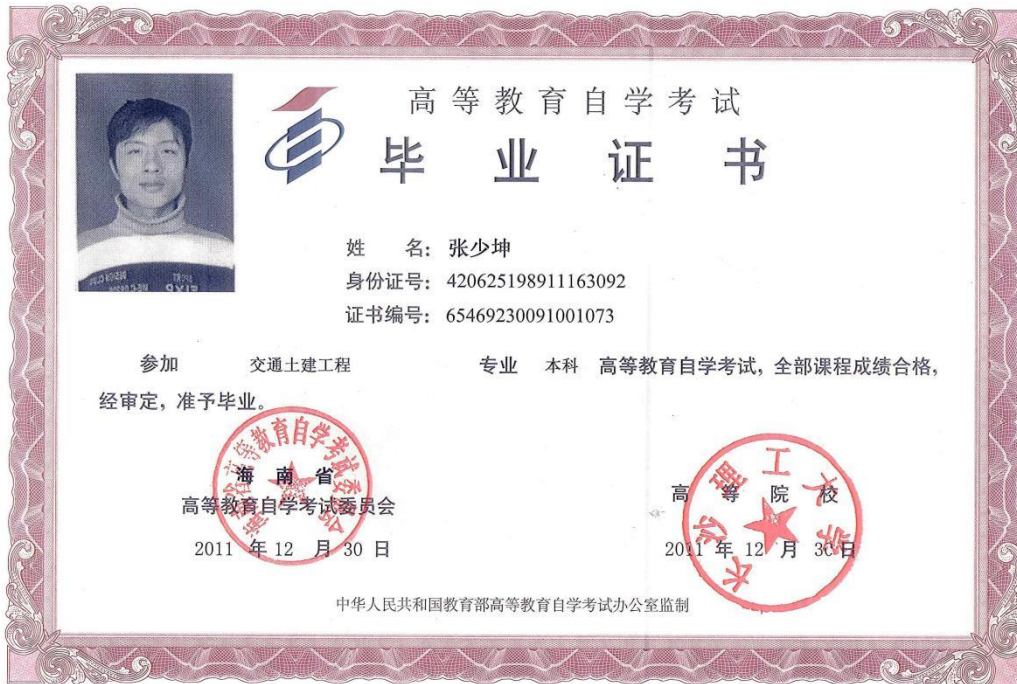 高等教育自学考试
毕业证书
姓 名：张少坤
身份证号：420625198911163092
证书编号：65469230091001073
参加 交通土建工程 专业 本科 高等教育自学考试，全部课程成绩合格，
经审定，准予毕业。
海南省
高等教育自学考试委员会
2011 年 12 月 30 日
高等院校
长沙理工大学
2011 年 12 月 30 日
中华人民共和国教育部高等教育自学考试办公室监制